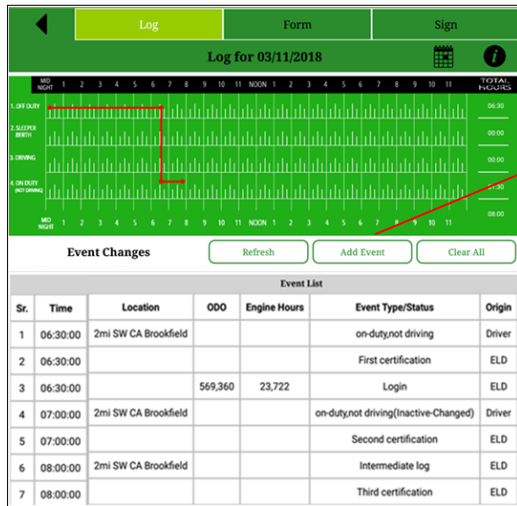 Log Form Sign
Log for 03/11/2018
MID NIGHT 1 2 3 4 5 6 7 8 9 10 11 NOON 1 2 3 4 5 6 7 8 9 10 11 TOTAL HOURS
1. OFF DUTY 06:30
2. SLEEPER BERTH 00:00
3. DRIVING 00:00
4. ON DUTY (NOT DRIVING) 01:30
MID NIGHT 1 2 3 4 5 6 7 8 9 10 11 NOON 1 2 3 4 5 6 7 8 9 10 11 08:00
Event Changes Refresh Add Event Clear All
Event List
Sr. Time Location ODO Engine Hours Event Type/Status Origin
1 06:30:00 2mi SW CA Brookfield on-duty,not driving Driver
2 06:30:00 First certification ELD
3 06:30:00 569,360 23,722 Login ELD
4 07:00:00 2mi SW CA Brookfield on-duty,not driving(Inactive-Changed) Driver
5 07:00:00 Second certification ELD
6 08:00:00 2mi SW CA Brookfield Intermediate log ELD
7 08:00:00 Third certification ELD